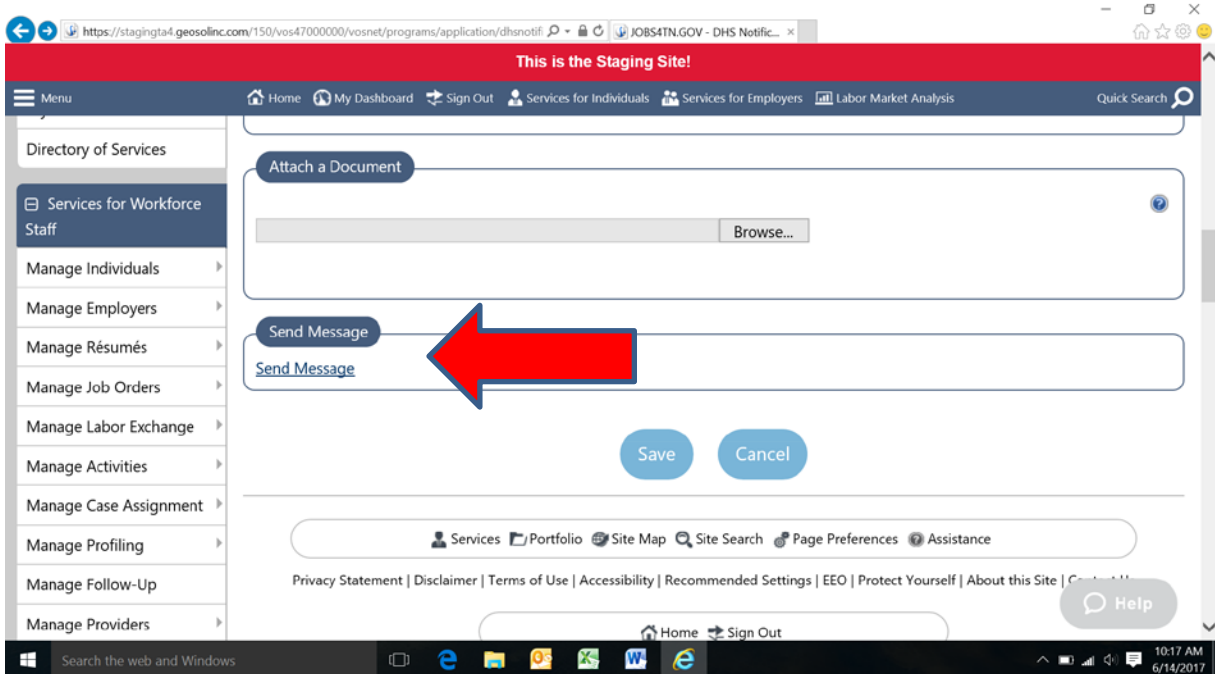 https://stagingta4.geosolinc.com/150/vos47000000/vosnet/programs/application/dhsnotifi
JOBS4TN.GOV - DHS Notific...
This is the Staging Site!
Menu Home My Dashboard Sign Out Services for Individuals Services for Employers Labor Market Analysis Quick Search
Directory of Services
Attach a Document
Services for Workforce
Staff
Browse...
Manage Individuals
Manage Employers
Send Message
Manage Résumés
Send Message
Manage Job Orders
Manage Labor Exchange
Save Cancel
Manage Activities
Manage Case Assignment
Manage Profiling
Services Portfolio Site Map Site Search Page Preferences Assistance
Manage Follow-Up
Privacy Statement | Disclaimer | Terms of Use | Accessibility | Recommended Settings | EEO | Protect Yourself | About this Site |
Help
Manage Providers
Home Sign Out
Search the web and Windows
10:17 AM
6/14/2017